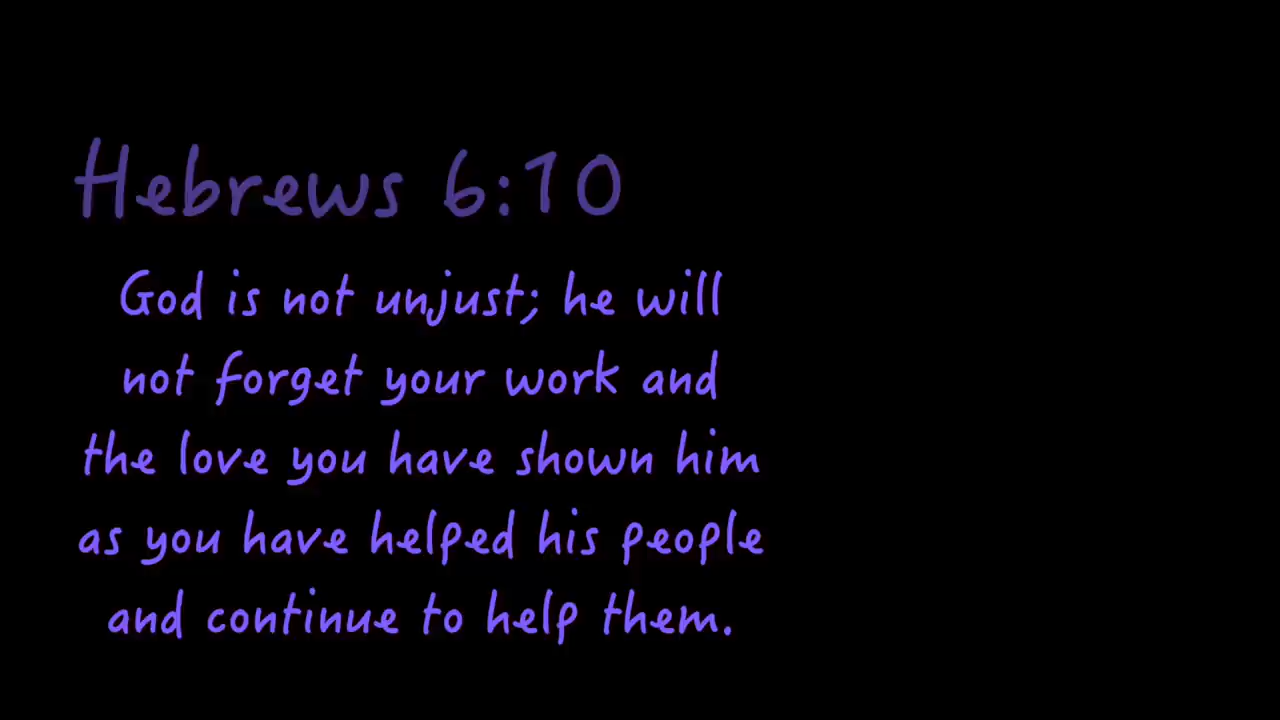 Hebrews 6:10
God is not unjust; he will
not forget your work and
the love you have shown him
as you have helped his people
and continue to help them.